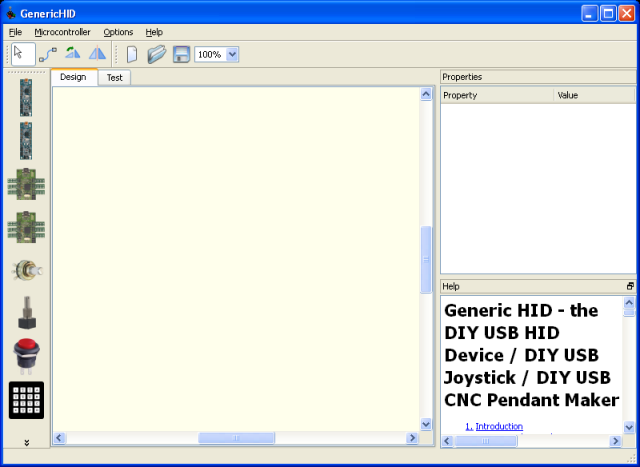 GenericHID
File Microcontroller Options Help
100%
Design Test
Properties
Property Value
Help
Generic HID - the
DIY USB HID
Device / DIY USB
Joystick / DIY USB
CNC Pendant Maker
1. Introduction